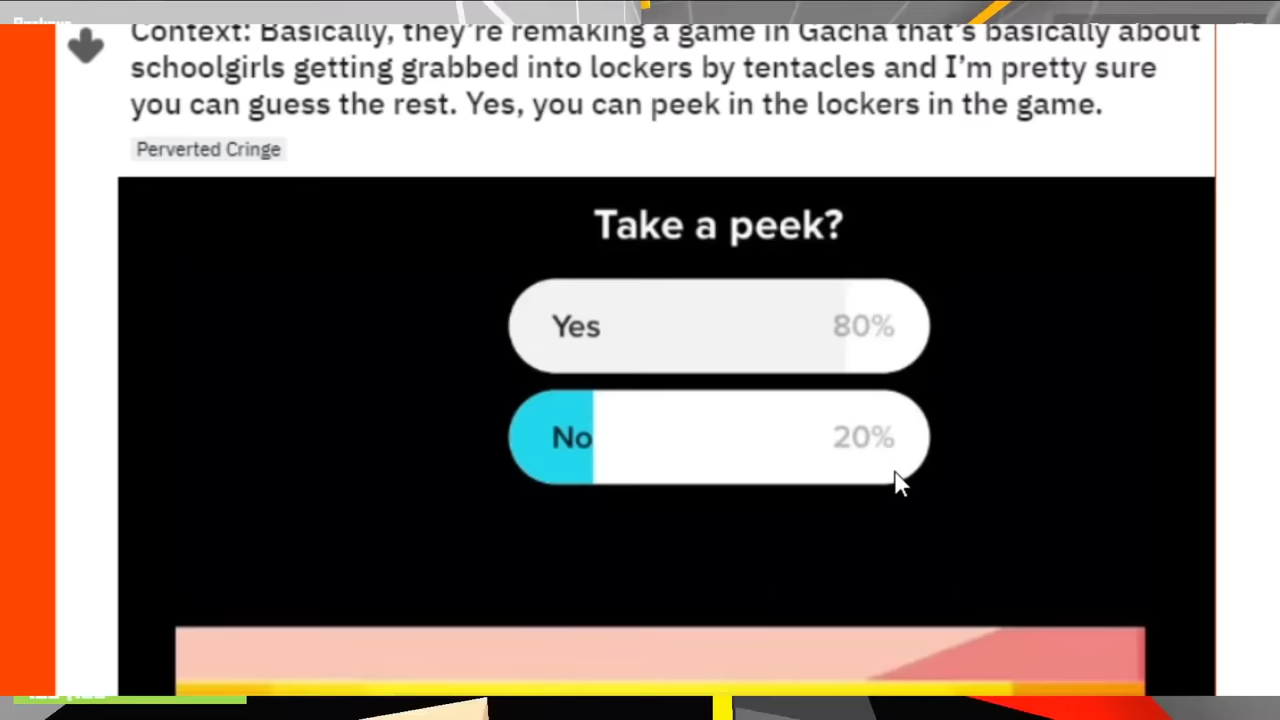 Context: Basically, they're remaking a game in Gacha that's basically about
schoolgirls getting grabbed into lockers by tentacles and I'm pretty sure
you can guess the rest. Yes, you can peek in the lockers in the game.
Perverted Cringe
Take a peek?
Yes 80%
No 20%